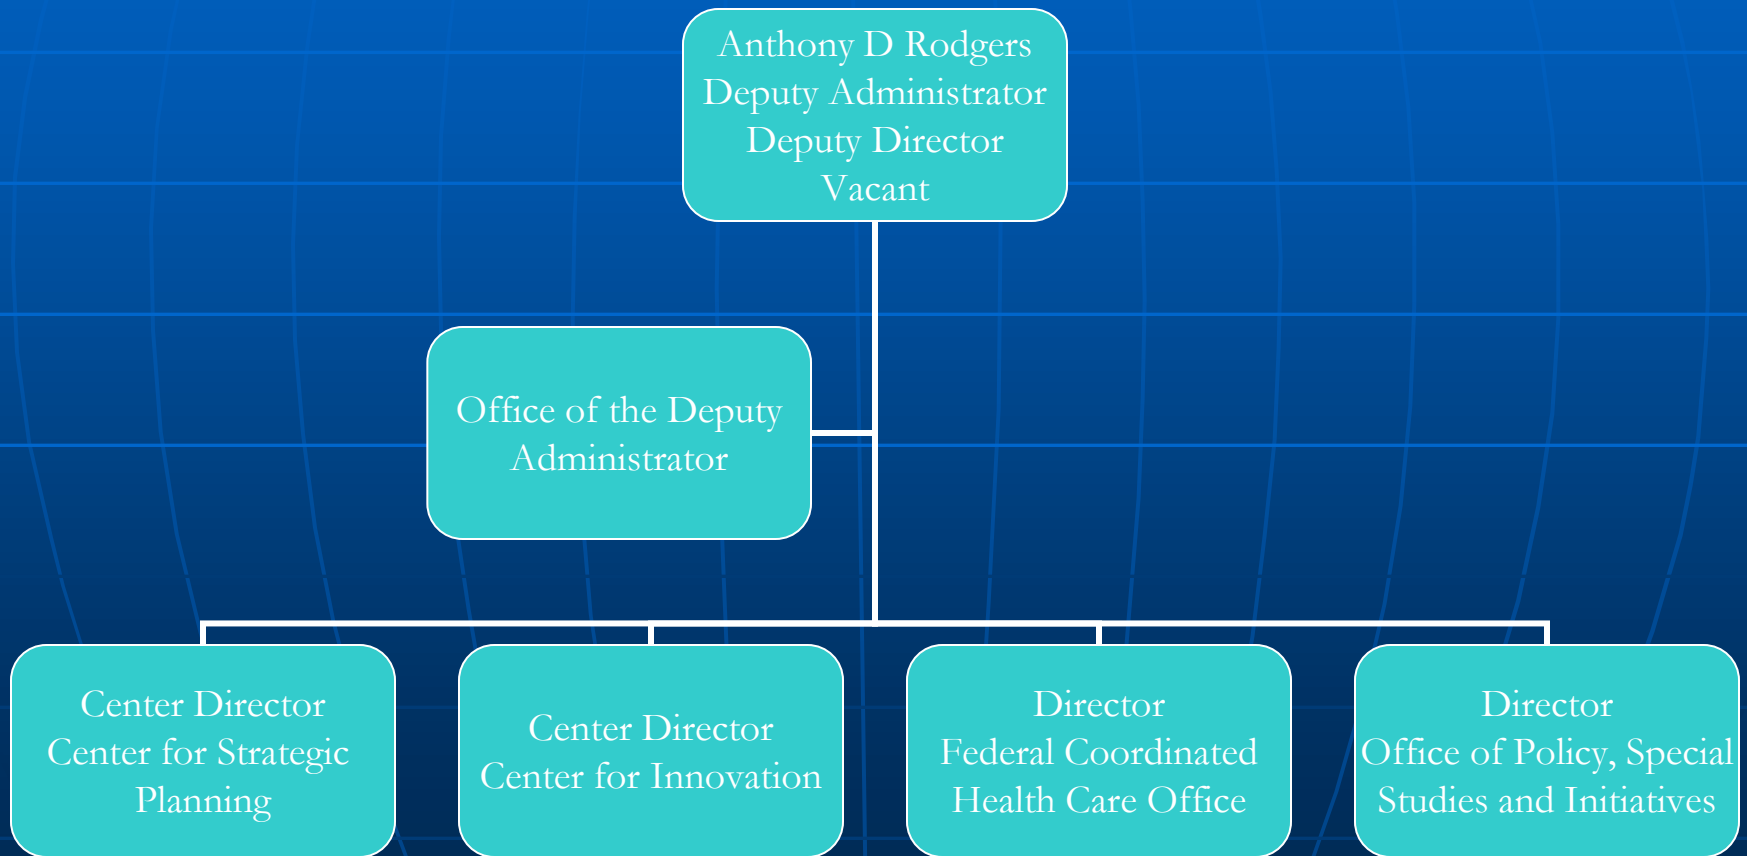 Anthony D Rodgers
Deputy Administrator
Deputy Director
Vacant
Office of the Deputy
Administrator
Center Director
Center for Strategic
Planning
Center Director
Center for Innovation
Director
Federal Coordinated
Health Care Office
Director
Office of Policy, Special
Studies and Initiatives